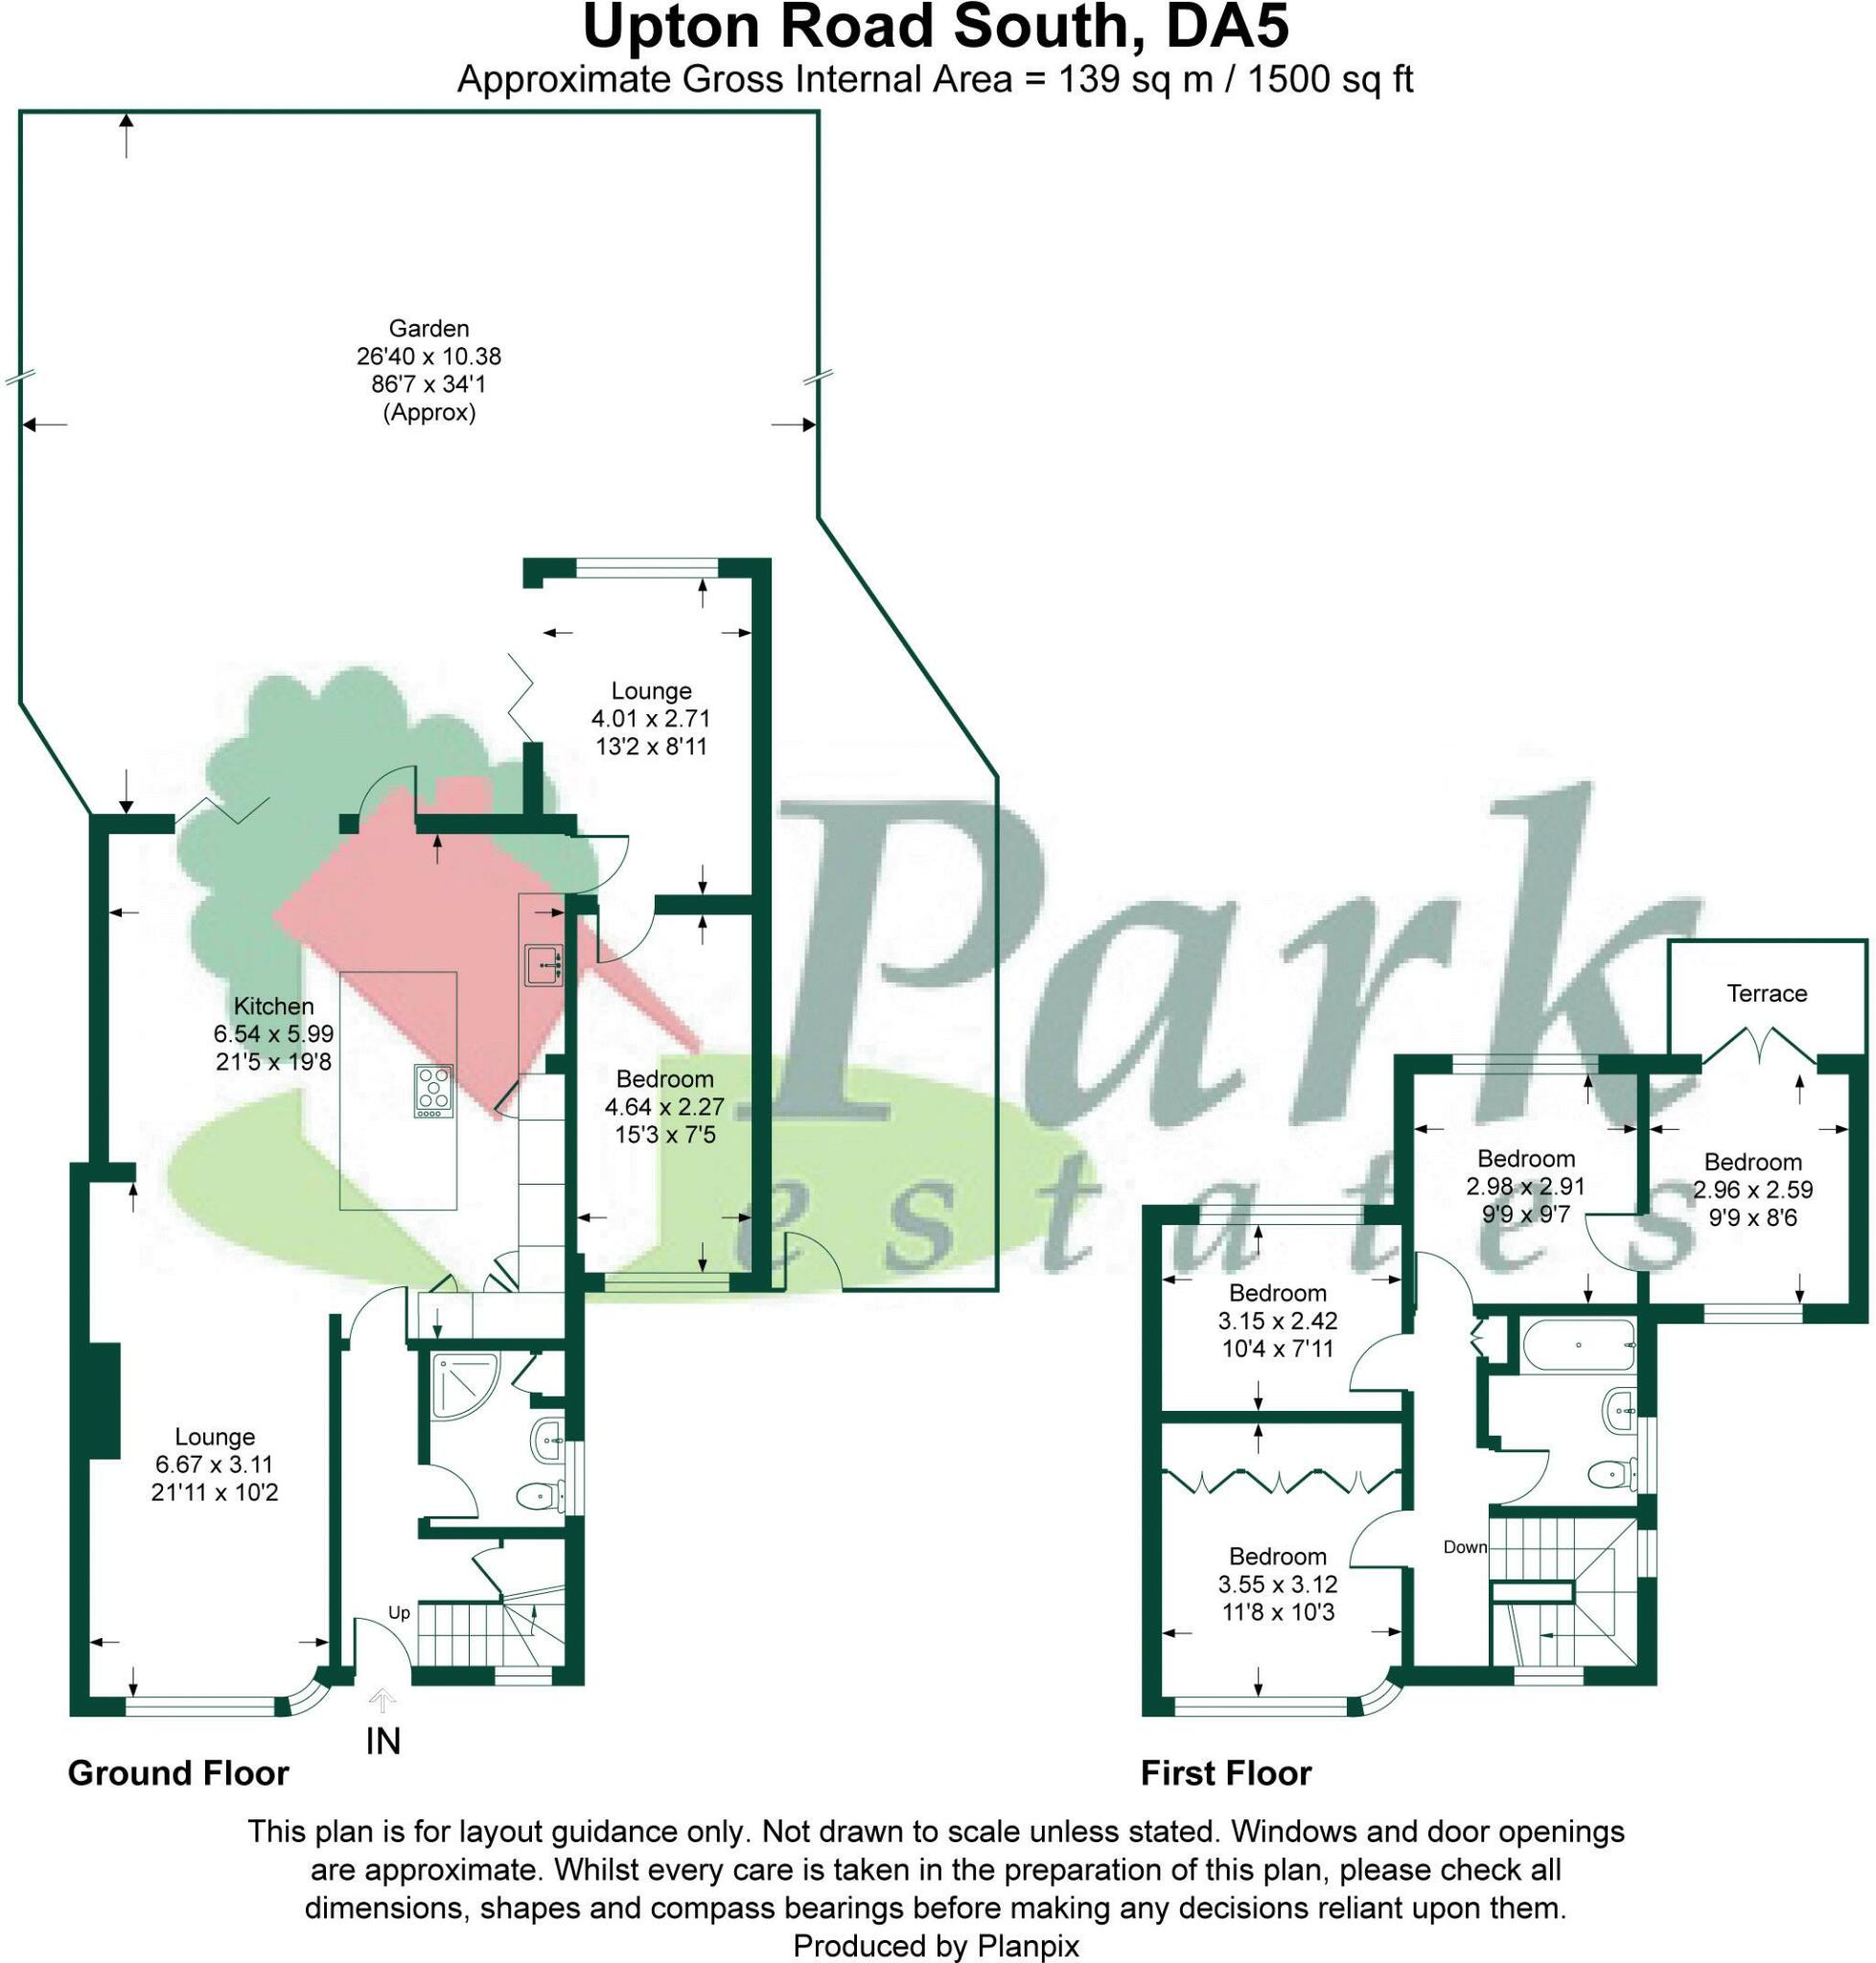 Upton Road South, DA5
Approximate Gross Internal Area = 139 sq m / 1500 sq ft
Garden
26'40 x 10.38
86'7 x 34'1
(Approx)
Lounge
4.01 x 2.71
13'2 x 8'11
Kitchen
6.54 x 5.99
21'5 x 19'8
Bedroom
4.64 x 2.27
15'3 x 7'5
Lounge
6.67 x 3.11
21'11 x 10'2
Up
IN
Ground Floor
Park
estates
Terrace
Bedroom
2.98 x 2.91
9'9 x 9'7
Bedroom
2.96 x 2.59
9'9 x 8'6
Bedroom
3.15 x 2.42
10'4 x 7'11
Bedroom
3.55 x 3.12
11'8 x 10'3
Down
First Floor
This plan is for layout guidance only. Not drawn to scale unless stated. Windows and door openings
are approximate. Whilst every care is taken in the preparation of this plan, please check all
dimensions, shapes and compass bearings before making any decisions reliant upon them.
Produced by Planpix